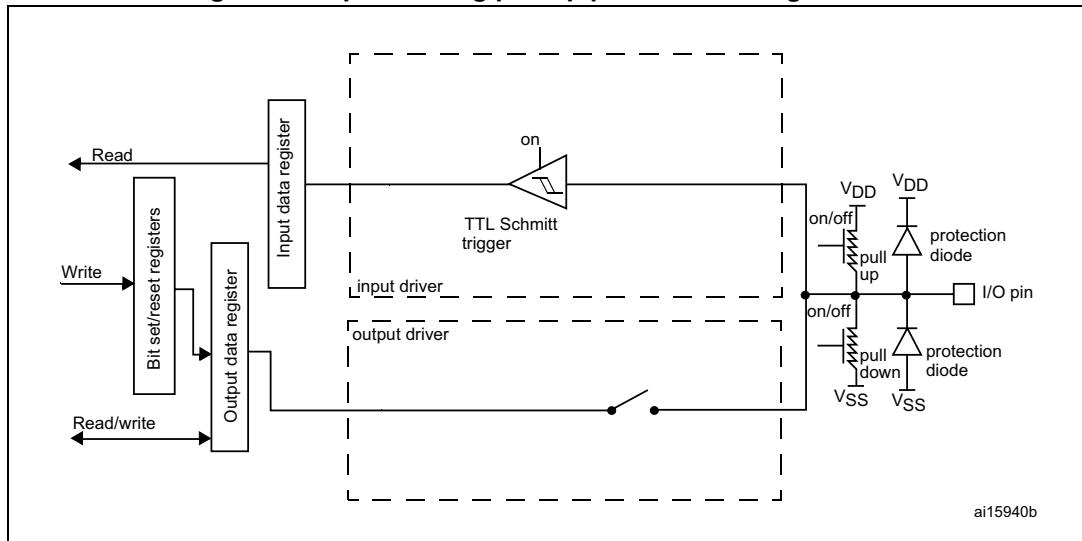 on
Read
Input data register
TTL Schmitt
trigger
input driver
Write
Bit set/reset registers
Output data register
Read/write
output driver
VDD
VDD
on/off
pull
up
protection
diode
I/O pin
on/off
pull
down
protection
diode
VSS
VSS
ai15940b